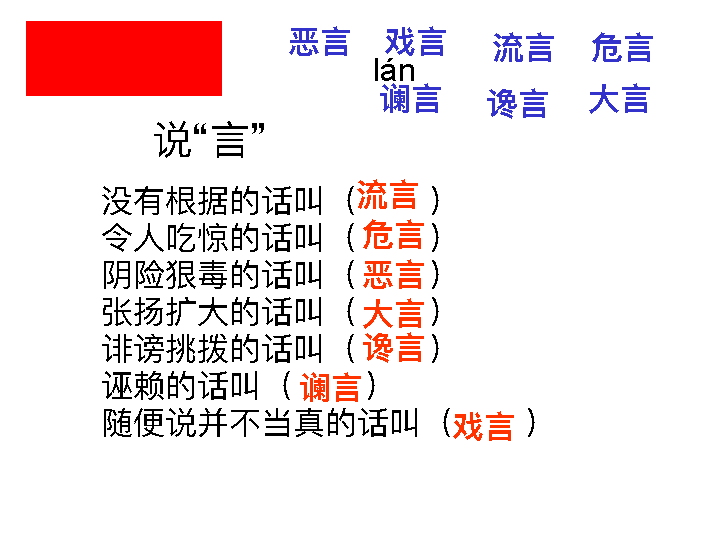 恶言 戏言 流言 危言
lán
谰言 谗言 大言
说“言”
没有根据的话叫（流言）
令人吃惊的话叫（危言）
阴险狠毒的话叫（恶言）
张扬扩大的话叫（大言）
诽谤挑拨的话叫（谗言）
诬赖的话叫（谰言）
随便说并不当真的话叫（戏言）